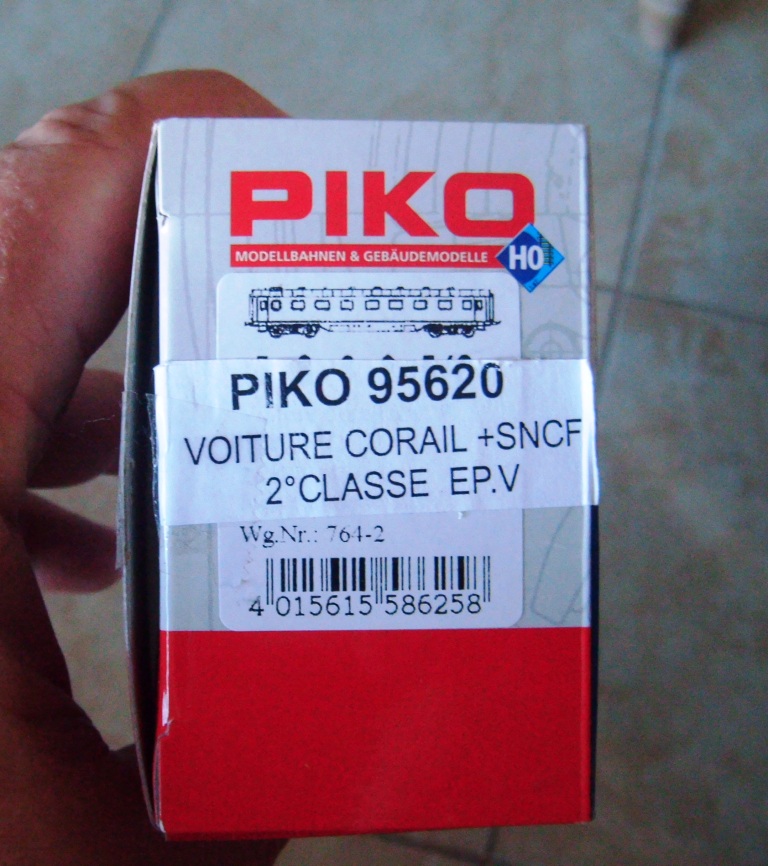 PIKO
MODELLBAHNEN & GEBÄUDEMODELLE
HO
PIKO 95620
VOITURE CORAIL +SNCF
2°CLASSE EP.V
Wg.Nr.: 764-2
4 015615 586258